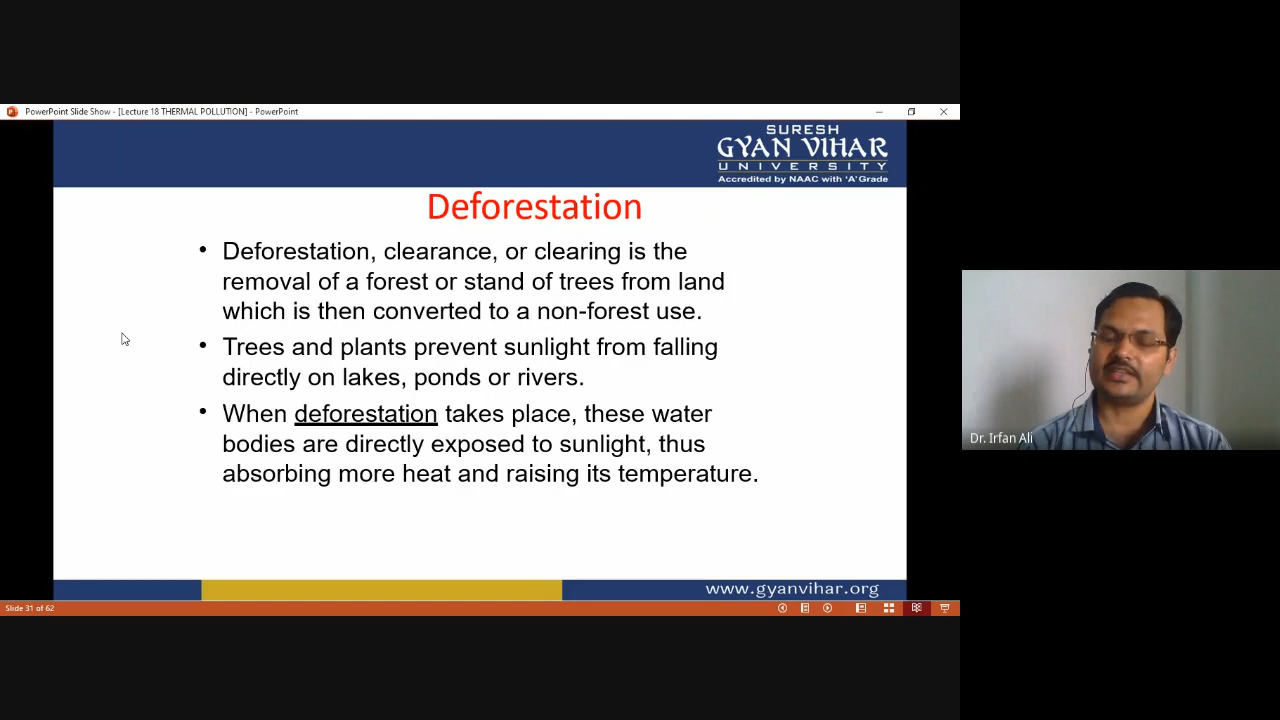 PowerPoint Slide Show - [Lecture 18 THERMAL POLLUTION] - PowerPoint
SURESH
GYAN VIHAR
UNIVERSITY
Accredited by NAAC with 'A' Grade
Deforestation
• Deforestation, clearance, or clearing is the
removal of a forest or stand of trees from land
which is then converted to a non-forest use.
• Trees and plants prevent sunlight from falling
directly on lakes, ponds or rivers.
• When deforestation takes place, these water
bodies are directly exposed to sunlight, thus
absorbing more heat and raising its temperature.
Dr. Irfan Ali
www.gyanvihar.org
Slide 31 of 62